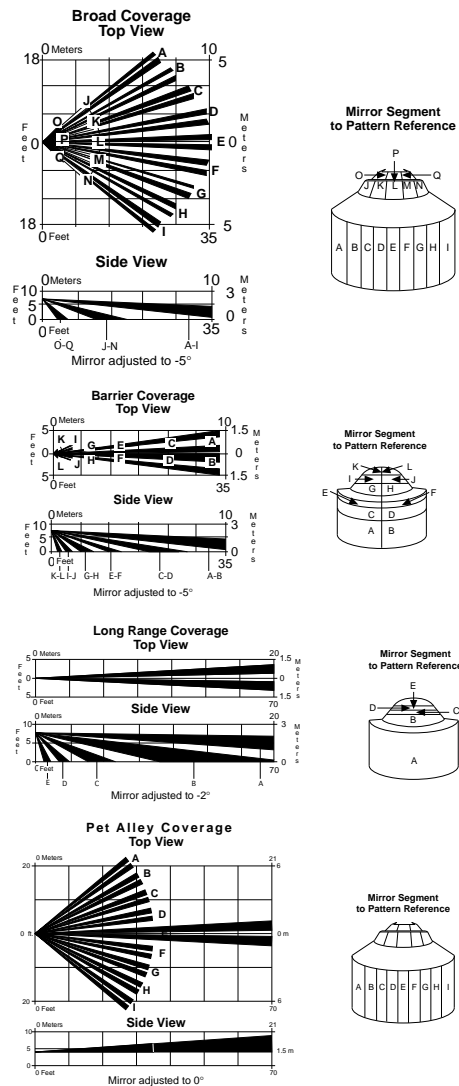 Broad Coverage
Top View
0 Meters 10
18 5
A
B
C
D
E
F
G
H
I
J
K
L
M
N
O
P
Q
Feet
0
Meters
0
18 5
0 Feet 35
Mirror Segment
to Pattern Reference
P
O Q
J K L M N
A B C D E F G H I
Side View
0 Meters 10
Feet
10 3
5
0 0
Meters
0 Feet 35
O-Q J-N A-I
Mirror adjusted to -5°
Barrier Coverage
Top View
0 Meters 10
5 1.5
Feet
K I G E C A
0 0
L J H F D B
Meters
5 1.5
0 Feet 35
Mirror Segment
to Pattern Reference
K L
I J
G H
E F
C D
A B
Side View
0 Meters 10
Feet
10 3
5
0 0
Meters
0 Feet 35
K-L I-J G-H E-F C-D A-B
Mirror adjusted to -5°
Long Range Coverage
Top View
0 Meters 20
5 1.5
Feet
0 0
Meters
5 1.5
0 Feet 70
Mirror Segment
to Pattern Reference
E
D C
B
A
Side View
0 Meters 20
Feet
10 3
5
0 0
Meters
0 Feet 70
E D C B A
Mirror adjusted to -2°
Pet Alley Coverage
Top View
0 Meters 21
20 6
A
B
C
D
E
F
G
H
I
0 ft. 0 m
20 6
0 Feet 70
Mirror Segment
to Pattern Reference
A B C D E F G H I
Side View
0 Meters 21
10
5 1.5 m
0
0 Feet 70
Mirror adjusted to 0°